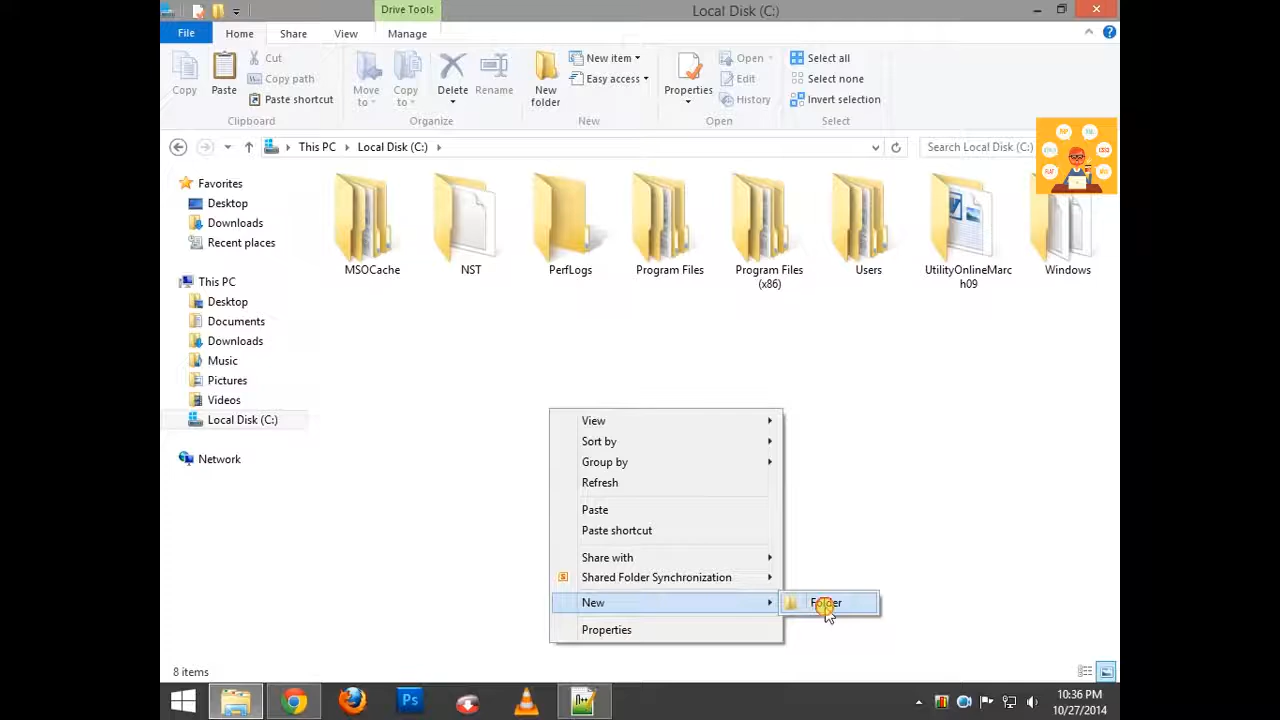 Drive Tools
Local Disk (C:)
File
Home
Share
View
Manage
Copy
Paste
Cut
Copy path
Paste shortcut
Clipboard
Move to
Copy to
Delete
Rename
Organize
New folder
New item
Easy access
New
Properties
Open
Edit
History
Open
Select all
Select none
Invert selection
Select
This PC
Local Disk (C:)
Search Local Disk (C:)
Favorites
Desktop
Downloads
Recent places
This PC
Desktop
Documents
Downloads
Music
Pictures
Videos
Local Disk (C:)
Network
MSOCache
NST
PerfLogs
Program Files
Program Files
(x86)
Users
UtilityOnlineMarc
h09
Windows
View
Sort by
Group by
Refresh
Paste
Paste shortcut
Share with
Shared Folder Synchronization
New
Folder
Properties
8 items
Ps
10:36 PM
10/27/2014